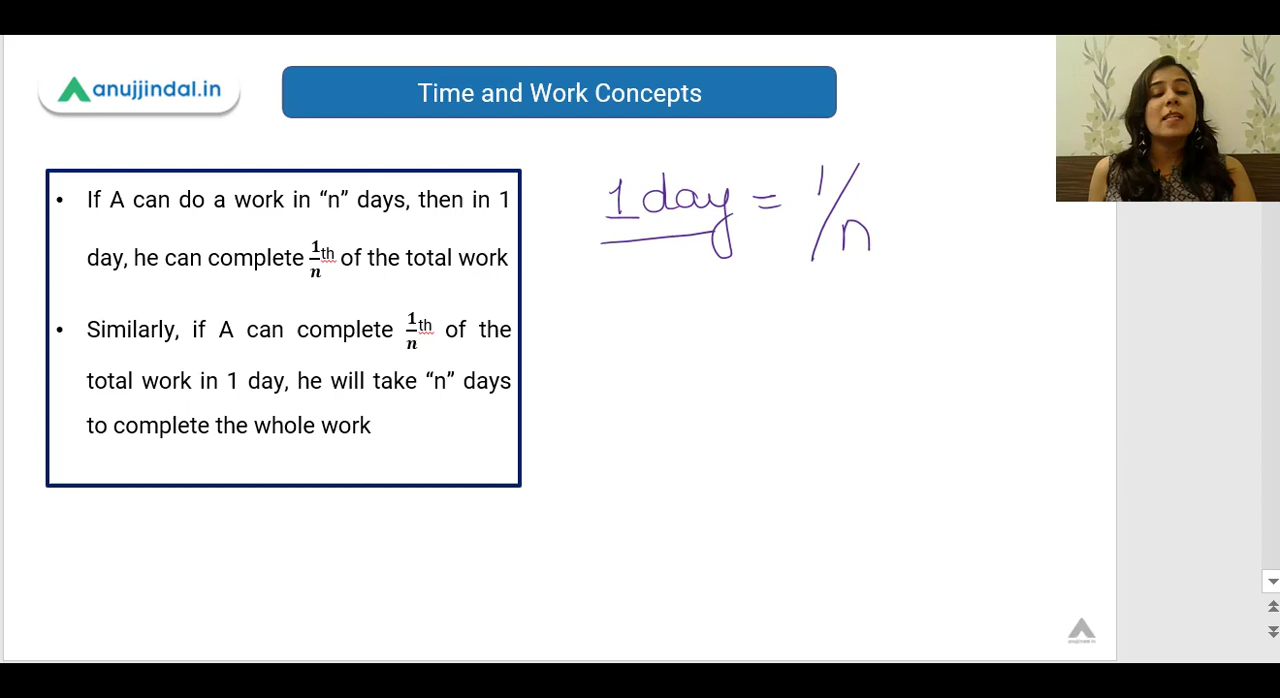 anujjindal.in
Time and Work Concepts
• If A can do a work in “n” days, then in 1
day, he can complete 1/n th of the total work
• Similarly, if A can complete 1/n th of the
total work in 1 day, he will take “n” days
to complete the whole work
1 day = 1/n
anujjindal.in